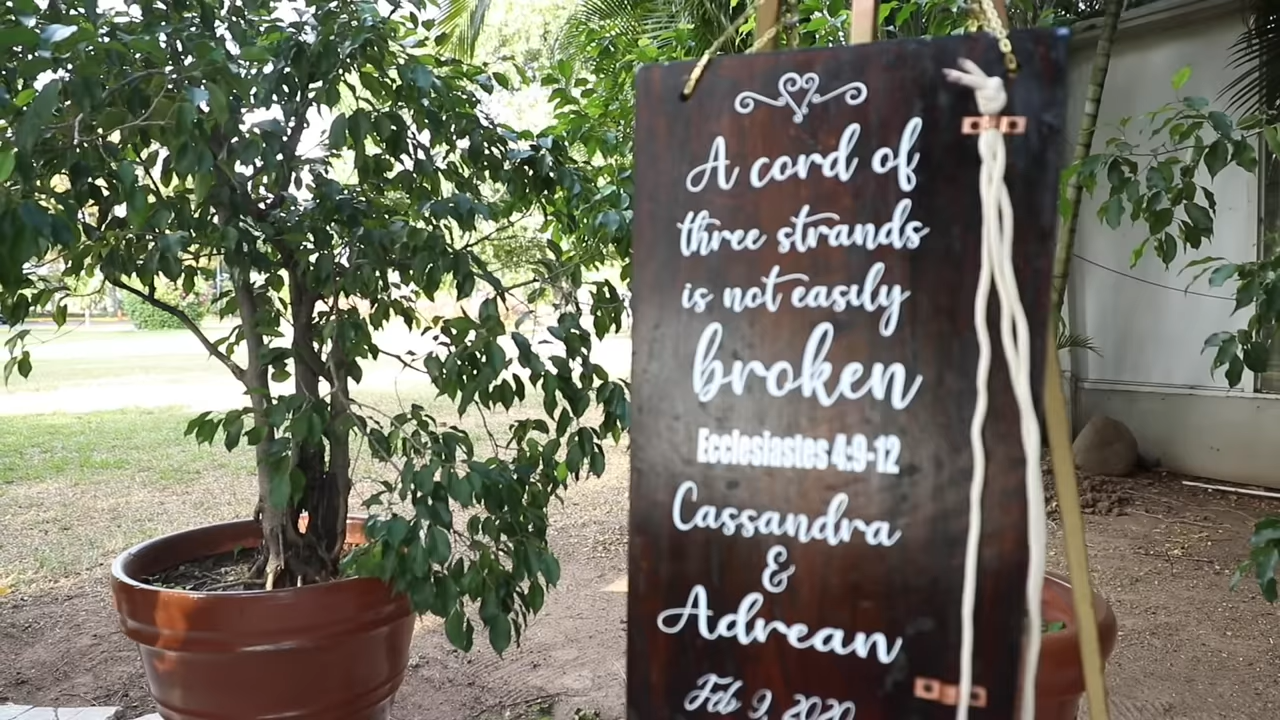 A cord of
three strands
is not easily
broken
Ecclesiastes 4:9-12
Cassandra
&
Adrean
Feb 9, 2020